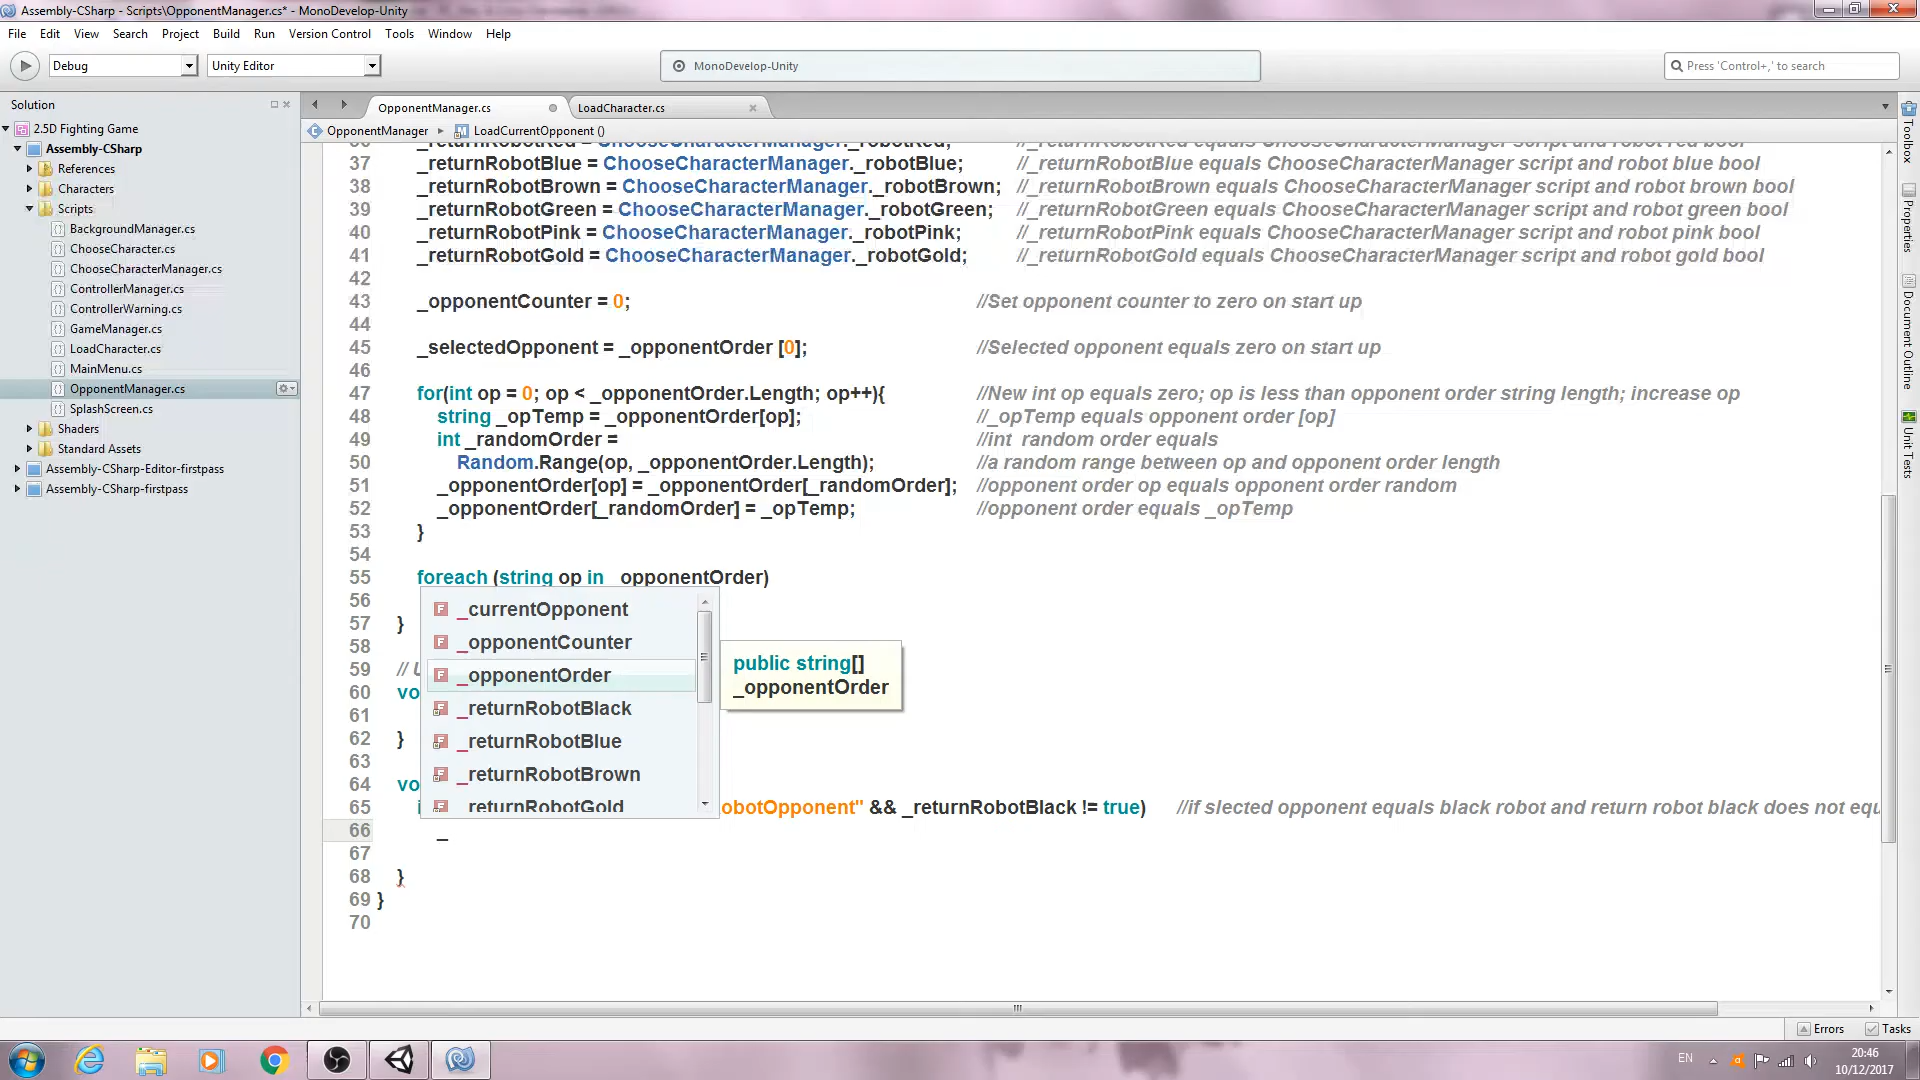 Assembly-CSharp - Scripts\OpponentManager.cs* - MonoDevelop-Unity
File Edit View Search Project Build Run Version Control Tools Window Help
Debug Unity Editor MonoDevelop-Unity Press 'Control+,' to search
Solution
OpponentManager.cs LoadCharacter.cs
OpponentManager LoadCurrentOpponent ()
2.5D Fighting Game
Assembly-CSharp
References
Characters
Scripts
BackgroundManager.cs
ChooseCharacter.cs
ChooseCharacterManager.cs
ControllerManager.cs
ControllerWarning.cs
GameManager.cs
LoadCharacter.cs
MainMenu.cs
OpponentManager.cs
SplashScreen.cs
Shaders
Standard Assets
Assembly-CSharp-Editor-firstpass
Assembly-CSharp-firstpass
36 _returnRobotRed = ChooseCharacterManager._robotRed; //_returnRobotRed equals ChooseCharacterManager script and robot red bool
37 _returnRobotBlue = ChooseCharacterManager._robotBlue; //_returnRobotBlue equals ChooseCharacterManager script and robot blue bool
38 _returnRobotBrown = ChooseCharacterManager._robotBrown; //_returnRobotBrown equals ChooseCharacterManager script and robot brown bool
39 _returnRobotGreen = ChooseCharacterManager._robotGreen; //_returnRobotGreen equals ChooseCharacterManager script and robot green bool
40 _returnRobotPink = ChooseCharacterManager._robotPink; //_returnRobotPink equals ChooseCharacterManager script and robot pink bool
41 _returnRobotGold = ChooseCharacterManager._robotGold; //_returnRobotGold equals ChooseCharacterManager script and robot gold bool
42
43 _opponentCounter = 0; //Set opponent counter to zero on start up
44
45 _selectedOpponent = _opponentOrder [0]; //Selected opponent equals zero on start up
46
47 for(int op = 0; op < _opponentOrder.Length; op++){ //New int op equals zero; op is less than opponent order string length; increase op
48 string _opTemp = _opponentOrder[op]; //_opTemp equals opponent order [op]
49 int _randomOrder = //int random order equals
50 Random.Range(op, _opponentOrder.Length); //a random range between op and opponent order length
51 _opponentOrder[op] = _opponentOrder[_randomOrder]; //opponent order op equals opponent order random
52 _opponentOrder[_randomOrder] = _opTemp; //opponent order equals _opTemp
53 }
54
55 foreach (string op in _opponentOrder)
56
57 }
58
59 // U
60 vo
61
62 }
63
64 vo
65 i obotOpponent" && _returnRobotBlack != true) //if slected opponent equals black robot and return robot black does not equ
66 _
67
68 }
69 }
70
_currentOpponent
_opponentCounter
_opponentOrder
_returnRobotBlack
_returnRobotBlue
_returnRobotBrown
_returnRobotGold
public string[]
_opponentOrder
Toolbox
Properties
Document Outline
Unit Tests
Errors Tasks
EN
20:46
10/12/2017